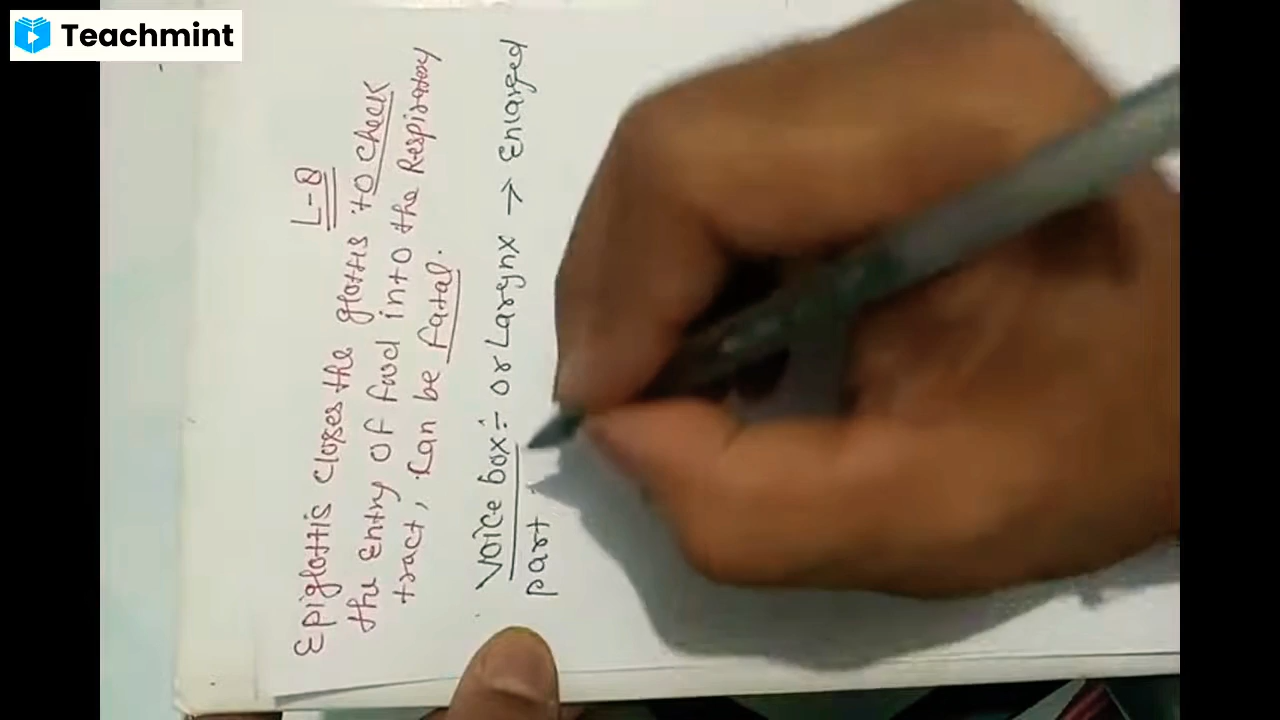 Teachmint
L-8
Epiglottis closes the glottis to check
the Entry of food into the Respiratory
tract, Can be fatal.
Voice box:- or Larynx → Enlarged
part